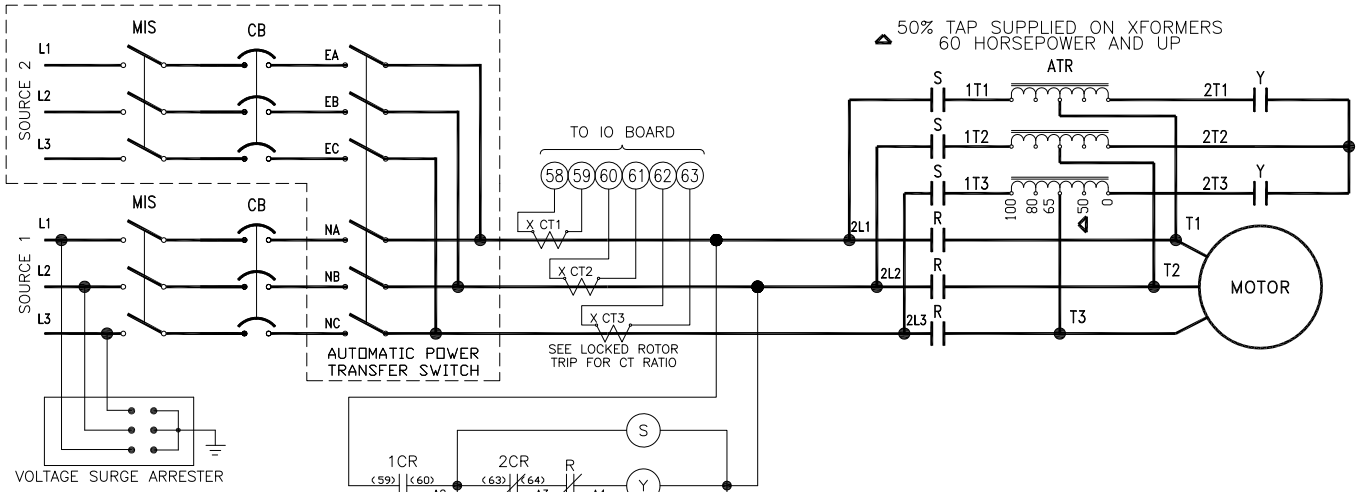 MIS
CB
L1
EA
L2
EB
L3
EC
SOURCE 2
50% TAP SUPPLIED ON XFORMERS
60 HORSEPOWER AND UP
ATR
S
1T1
2T1
Y
S
1T2
2T2
S
1T3
2T3
Y
100
80
65
50
0
TO IO BOARD
58
59
60
61
62
63
X CT1
X CT2
X CT3
SEE LOCKED ROTOR
TRIP FOR CT RATIO
MIS
CB
L1
NA
L2
NB
L3
NC
SOURCE 1
AUTOMATIC POWER
TRANSFER SWITCH
2L1
R
T1
2L2
R
T2
2L3
R
T3
MOTOR
VOLTAGE SURGE ARRESTER
S
1CR
2CR
R
(59)
(60)
(63)
(64)
Y